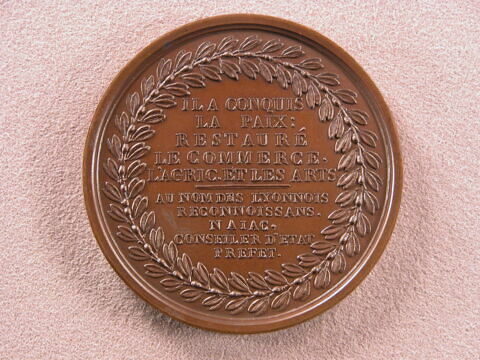 IL A CONQUIS
LA PAIX:
RESTAURÉ
LE COMMERCE.
L'AGRIC. ET LES ARTS
AU NOM DES LYONNOIS
RECONNOISSANS.
NAIAC.
CONSEILLER D'ETAT
PREFET.